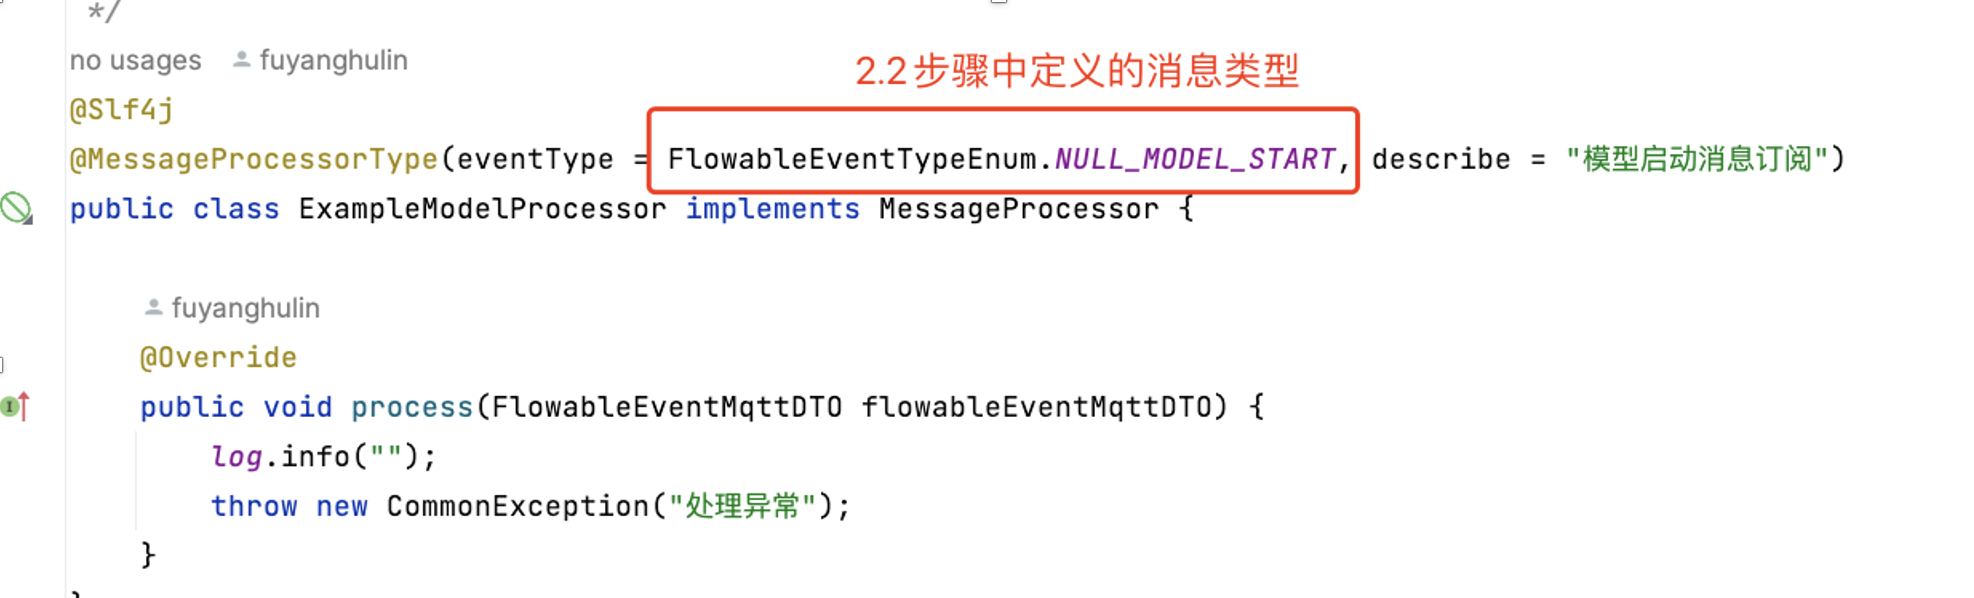 */
no usages fuyanghulin
2.2步骤中定义的消息类型
@Slf4j
@MessageProcessorType(eventType = FlowableEventTypeEnum.NULL_MODEL_START, describe = "模型启动消息订阅")
public class ExampleModelProcessor implements MessageProcessor {
fuyanghulin
@Override
public void process(FlowableEventMqttDTO flowableEventMqttDTO) {
log.info("");
throw new CommonException("处理异常");
}
}